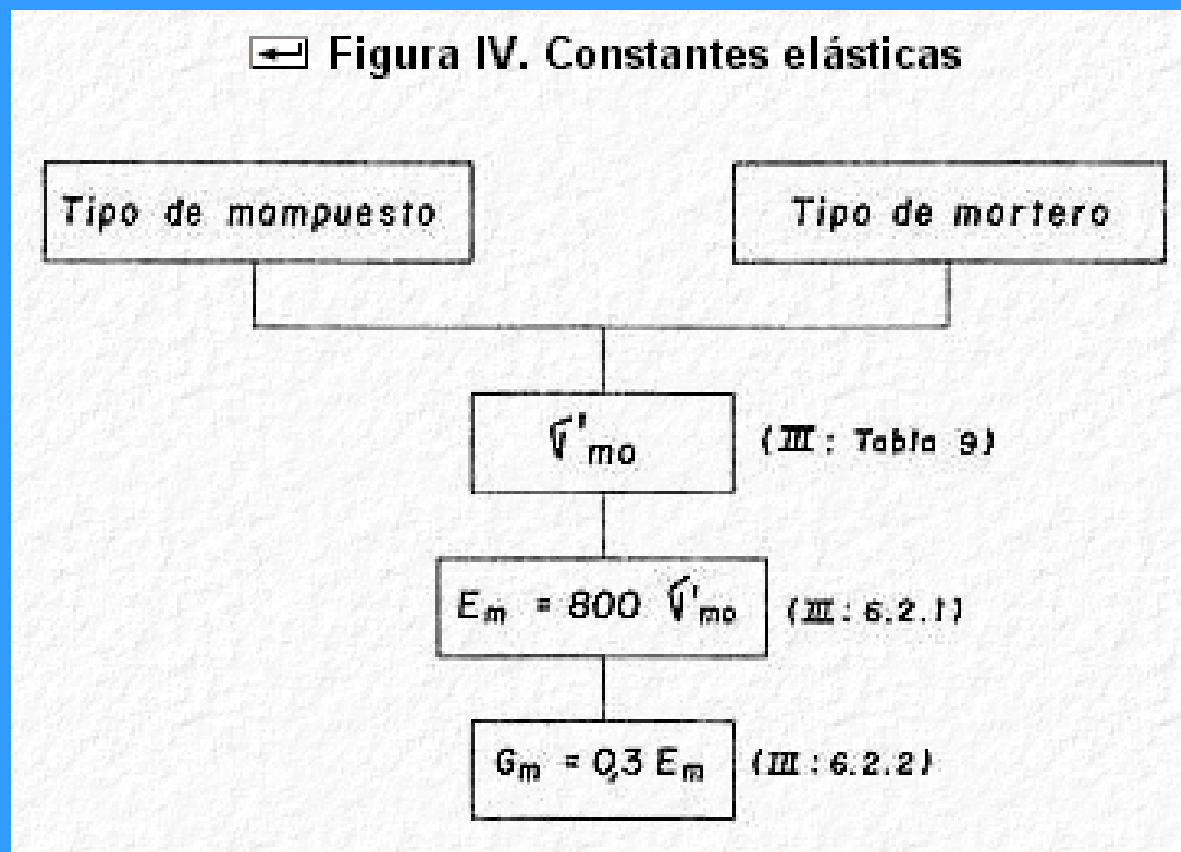 Figura IV. Constantes elásticas
Tipo de mampuesto
Tipo de mortero
σ'mo (III: Tabla 9)
Em = 800 σ'mo (III: 6.2.1)
Gm = 0,3 Em (III: 6.2.2)